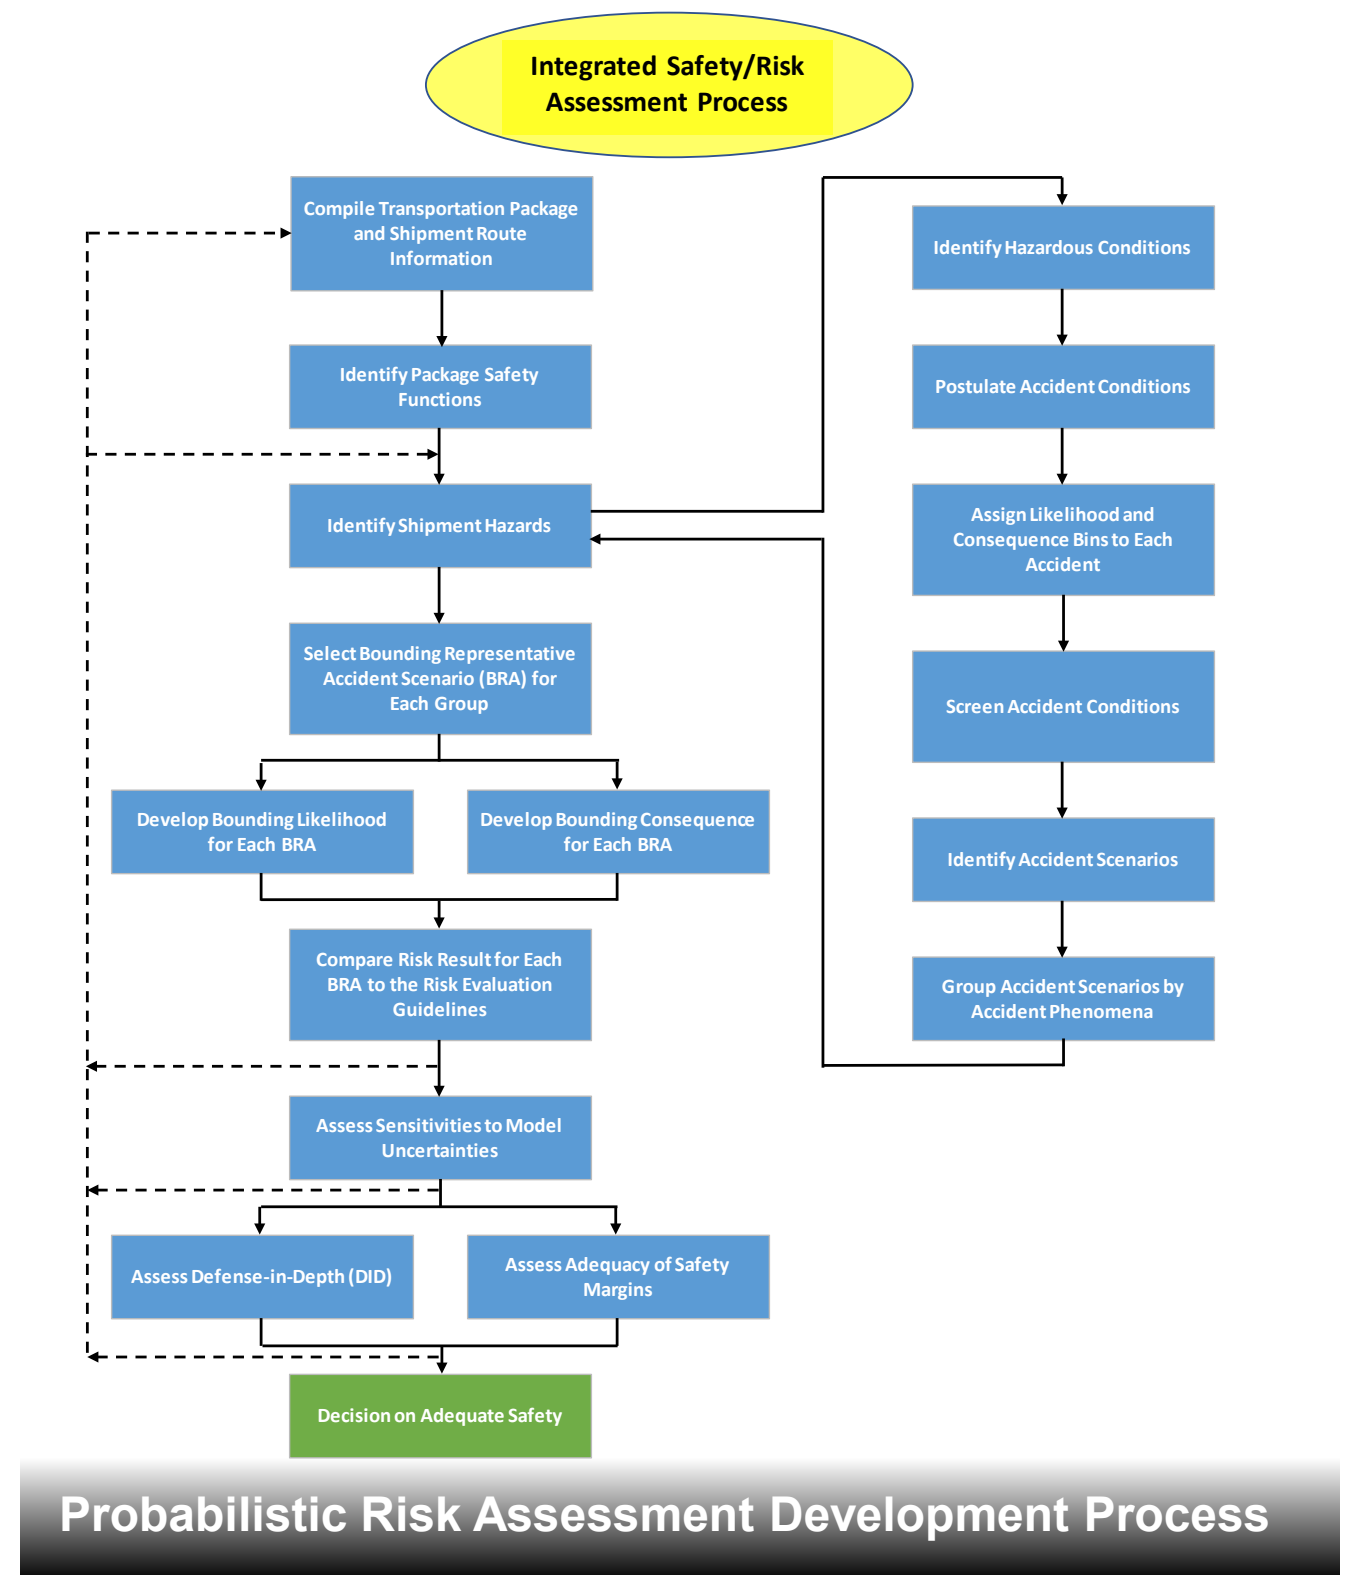 Integrated Safety/Risk
Assessment Process
Compile Transportation Package
and Shipment Route
Information
Identify Package Safety
Functions
Identify Shipment Hazards
Select Bounding Representative
Accident Scenario (BRA) for
Each Group
Develop Bounding Likelihood
for Each BRA
Develop Bounding Consequence
for Each BRA
Compare Risk Result for Each
BRA to the Risk Evaluation
Guidelines
Assess Sensitivities to Model
Uncertainties
Assess Defense-in-Depth (DID)
Assess Adequacy of Safety
Margins
Decision on Adequate Safety
Identify Hazardous Conditions
Postulate Accident Conditions
Assign Likelihood and
Consequence Bins to Each
Accident
Screen Accident Conditions
Identify Accident Scenarios
Group Accident Scenarios by
Accident Phenomena
Probabilistic Risk Assessment Development Process